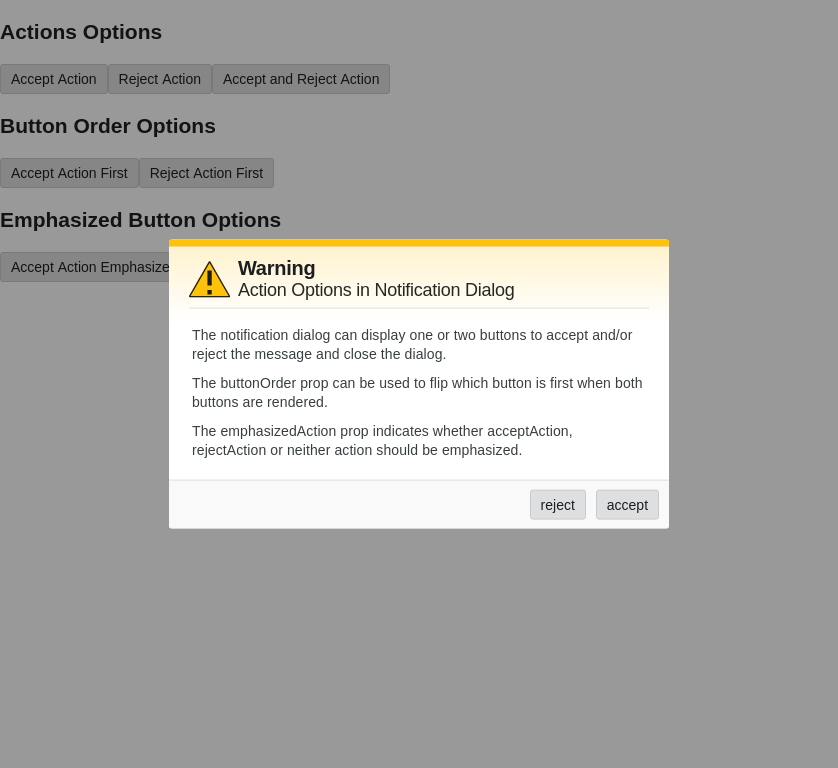 Actions Options
Accept Action Reject Action Accept and Reject Action
Button Order Options
Accept Action First Reject Action First
Emphasized Button Options
Accept Action
Warning
Action Options in Notification Dialog
The notification dialog can display one or two buttons to accept and/or
reject the message and close the dialog.
The buttonOrder prop can be used to flip which button is first when both
buttons are rendered.
The emphasizedAction prop indicates whether acceptAction,
rejectAction or neither action should be emphasized.
reject accept